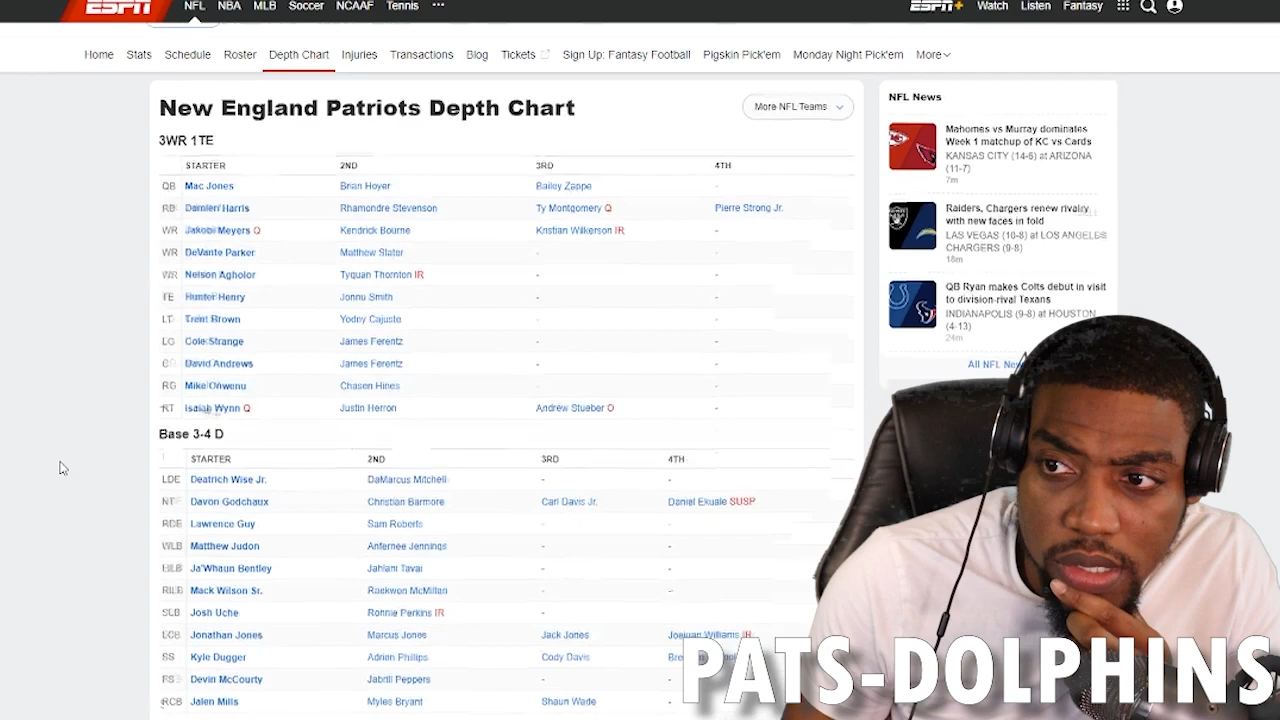 ESPN NFL NBA MLB Soccer NCAAF Tennis ... ESPN+ Watch Listen Fantasy
Home Stats Schedule Roster Depth Chart Injuries Transactions Blog Tickets Sign Up: Fantasy Football Pigskin Pick'em Monday Night Pick'em More
New England Patriots Depth Chart
More NFL Teams
3WR 1TE
STARTER 2ND 3RD 4TH
QB Mac Jones Brian Hoyer Bailey Zappe -
RB Damien Harris Rhamondre Stevenson Ty Montgomery Q Pierre Strong Jr.
WR Jakobi Meyers Q Kendrick Bourne Kristian Wilkerson IR -
WR DeVante Parker Matthew Slater - -
WR Nelson Agholor Tyquan Thornton IR - -
TE Hunter Henry Jonnu Smith - -
LT Trent Brown Yodny Cajuste - -
LG Cole Strange James Ferentz - -
C David Andrews James Ferentz - -
RG Mike Onwenu Chasen Hines - -
RT Isaiah Wynn Q Justin Herron Andrew Stueber O -
Base 3-4 D
STARTER 2ND 3RD 4TH
LDE Deatrich Wise Jr. DaMarcus Mitchell - -
NT Davon Godchaux Christian Barmore Carl Davis Jr. Daniel Ekuale SUSP
RDE Lawrence Guy Sam Roberts - -
WLB Matthew Judon Anfernee Jennings - -
LILB Ja'Whaun Bentley Jahlani Tavai - -
RILB Mack Wilson Sr. Raekwon McMillan - -
SLB Josh Uche Ronnie Perkins IR - -
LCB Jonathan Jones Marcus Jones Jack Jones Joejuan Williams IR
SS Kyle Dugger Adrien Phillips Cody Davis
FS Devin McCourty Jabrill Peppers - -
RCB Jalen Mills Myles Bryant Shaun Wade -
NFL News
Mahomes vs Murray dominates
Week 1 matchup of KC vs Cards
KANSAS CITY (14-6) at ARIZONA
(11-7)
7m
Raiders, Chargers renew rivalry
with new faces in fold
LAS VEGAS (10-8) at LOS ANGELES
CHARGERS (9-8)
18m
QB Ryan makes Colts debut in visit
to division-rival Texans
INDIANAPOLIS (9-8) at HOUSTON
(4-13)
24m
All NFL
PATS-DOLPHINS